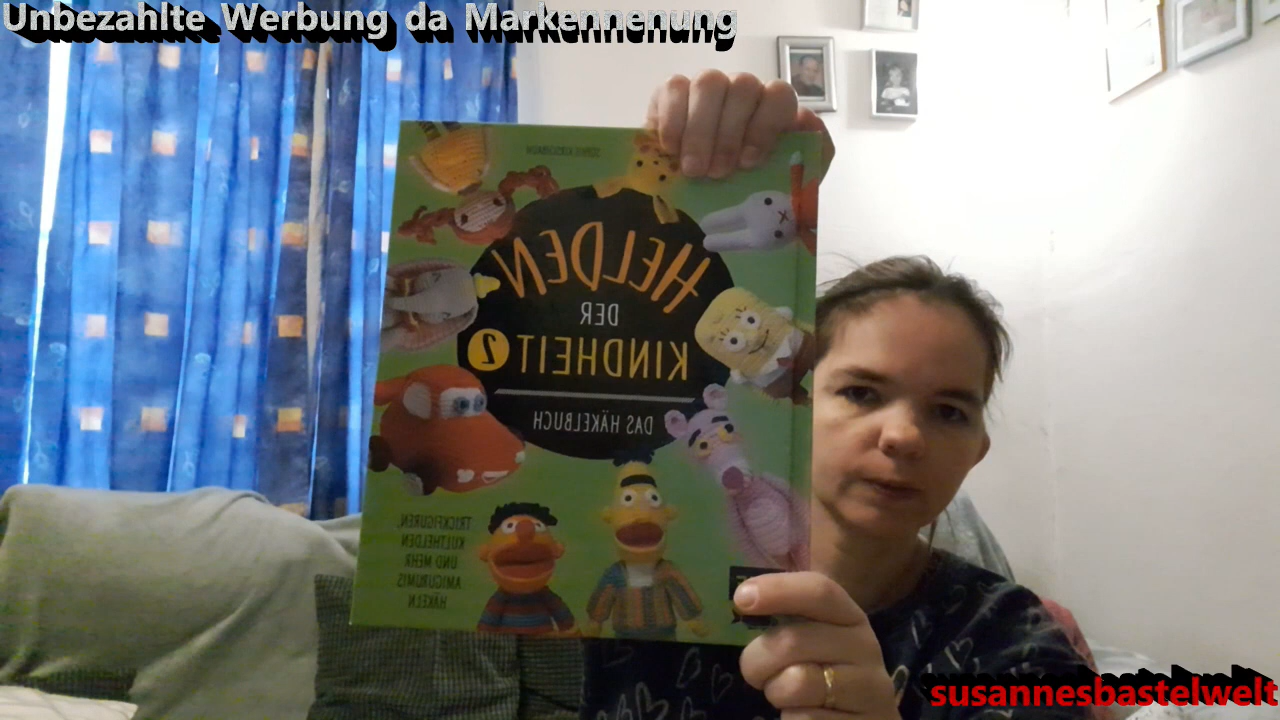 Unbezahlte Werbung da Markennenung
HELDEN
DER
KINDHEIT 2
DAS HÄKELBUCH
TRICKFIGUREN,
KULTHELDEN
UND MEHR
AMIGURUMIS
HÄKELN
susannesbastelwelt